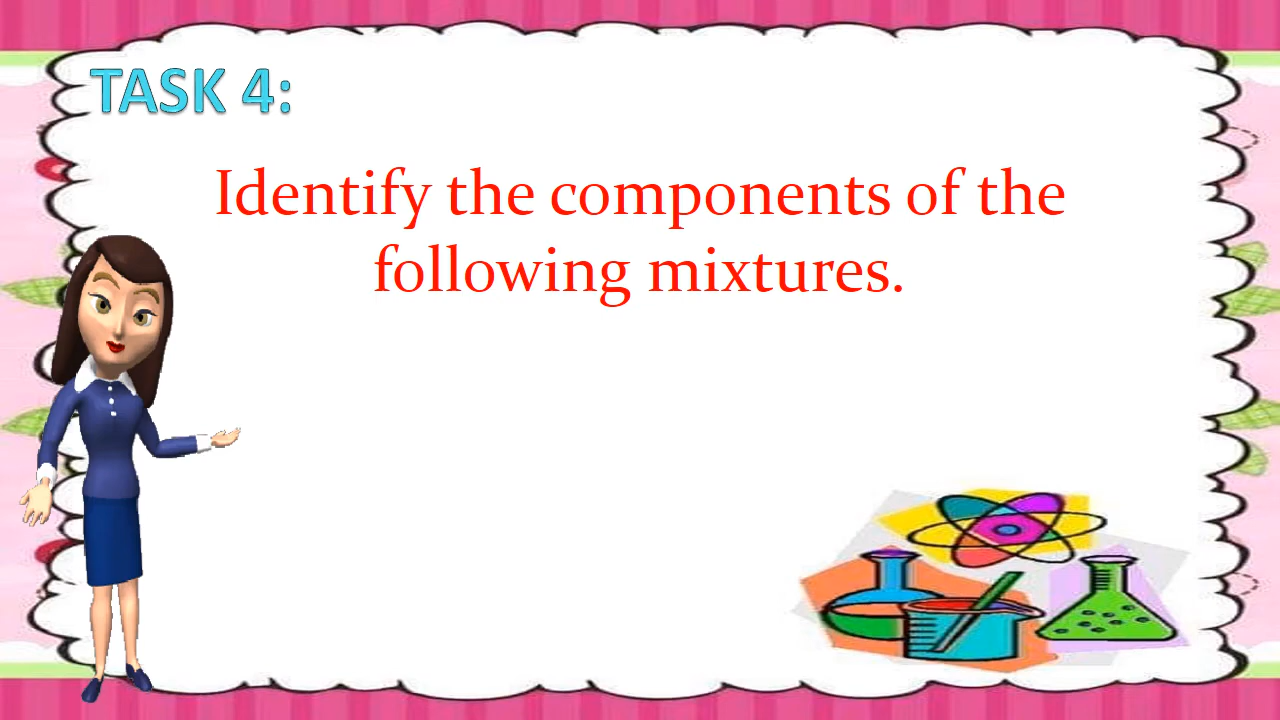 TASK 4:
Identify the components of the
following mixtures.